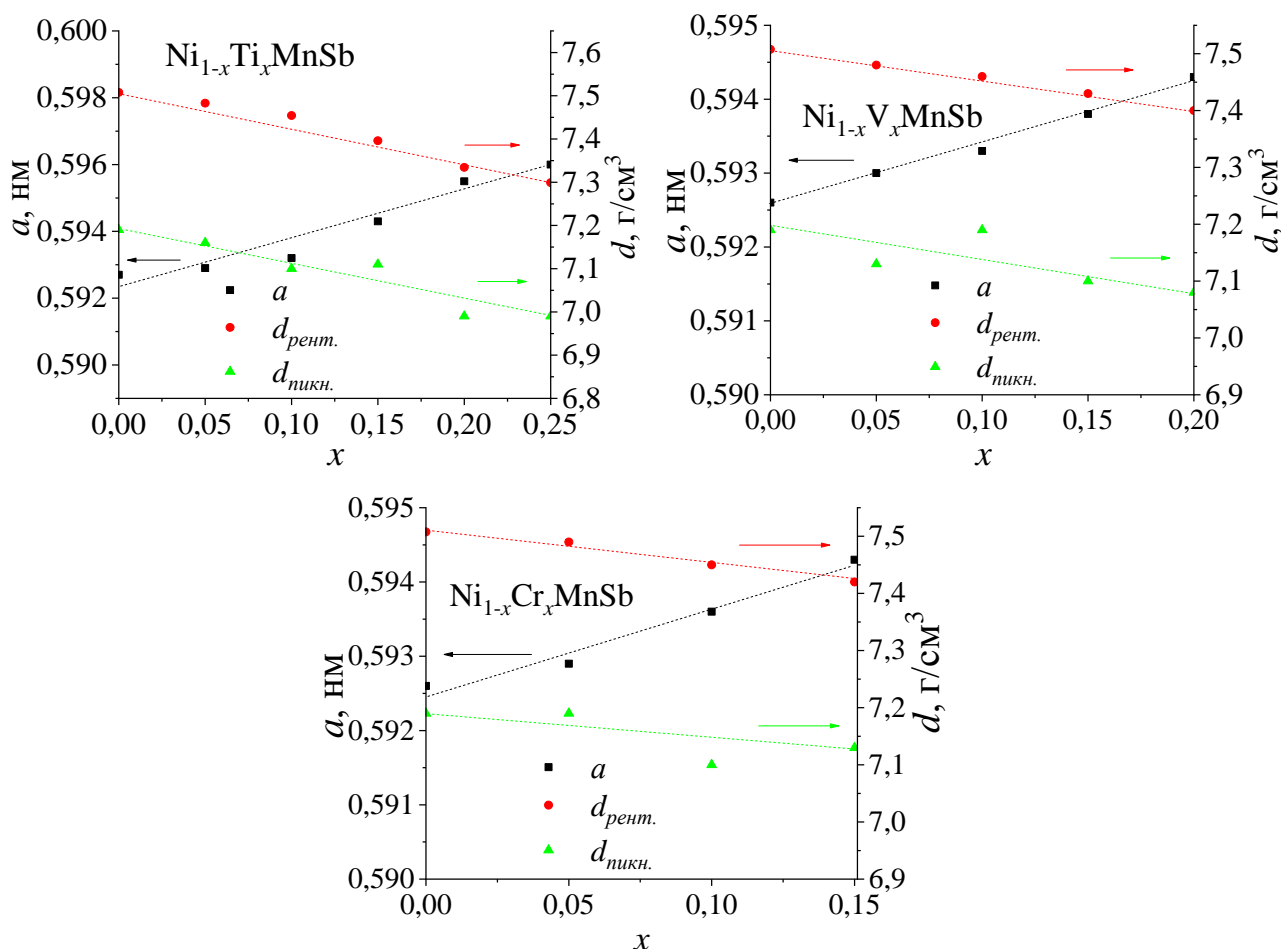 Ni₁₋ₓTiₓMnSb
0,600
0,598
0,596
0,594
0,592
0,590
a, нм
7,6
7,5
7,4
7,3
7,2
7,1
7,0
6,9
6,8
d, г/см³
a
dрент.
dпикн.
0,00 0,05 0,10 0,15 0,20 0,25
x
Ni₁₋ₓVₓMnSb
0,595
0,594
0,593
0,592
0,591
0,590
a, нм
7,5
7,4
7,3
7,2
7,1
7,0
6,9
d, г/см³
a
dрент.
dпикн.
0,00 0,05 0,10 0,15 0,20
x
Ni₁₋ₓCrₓMnSb
0,595
0,594
0,593
0,592
0,591
0,590
a, нм
7,5
7,4
7,3
7,2
7,1
7,0
6,9
d, г/см³
a
dрент.
dпикн.
0,00 0,05 0,10 0,15
x